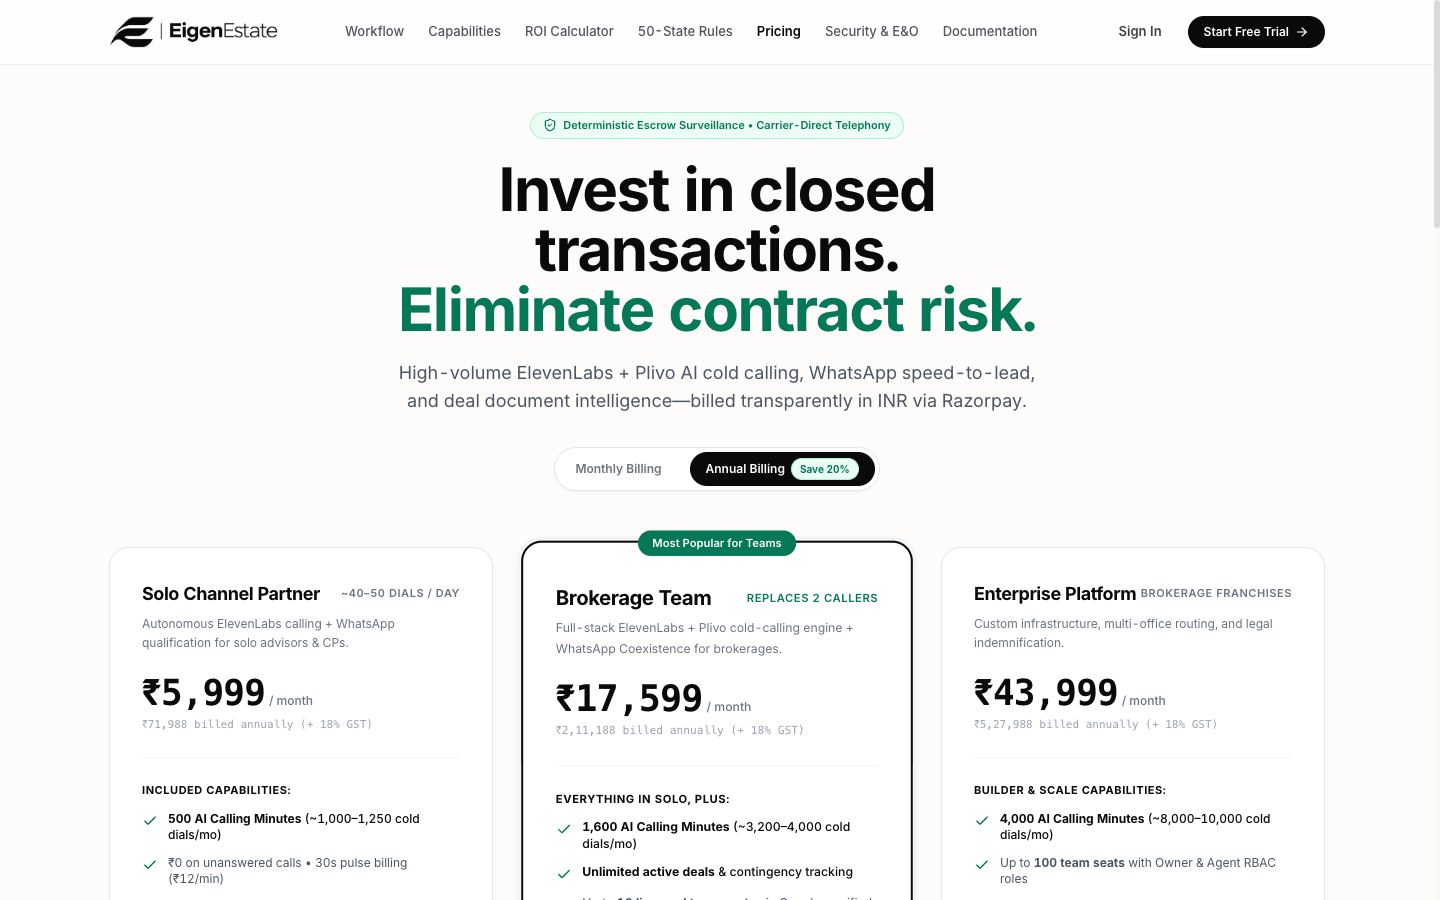 EigenEstate
Workflow
Capabilities
ROI Calculator
50-State Rules
Pricing
Security & E&O
Documentation
Sign In
Start Free Trial →
Deterministic Escrow Surveillance • Carrier-Direct Telephony
Invest in closed
transactions.
Eliminate contract risk.
High-volume ElevenLabs + Plivo AI cold calling, WhatsApp speed-to-lead,
and deal document intelligence—billed transparently in INR via Razorpay.
Monthly Billing
Annual Billing
Save 20%
Solo Channel Partner
~40–50 DIALS / DAY
Autonomous ElevenLabs calling + WhatsApp
qualification for solo advisors & CPs.
₹5,999 / month
₹71,988 billed annually (+ 18% GST)
INCLUDED CAPABILITIES:
500 AI Calling Minutes (~1,000–1,250 cold
dials/mo)
₹0 on unanswered calls • 30s pulse billing
(₹12/min)
Most Popular for Teams
Brokerage Team
REPLACES 2 CALLERS
Full-stack ElevenLabs + Plivo cold-calling engine +
WhatsApp Coexistence for brokerages.
₹17,599 / month
₹2,11,188 billed annually (+ 18% GST)
EVERYTHING IN SOLO, PLUS:
1,600 AI Calling Minutes (~3,200–4,000 cold
dials/mo)
Unlimited active deals & contingency tracking
Enterprise Platform
BROKERAGE FRANCHISES
Custom infrastructure, multi-office routing, and legal
indemnification.
₹43,999 / month
₹5,27,988 billed annually (+ 18% GST)
BUILDER & SCALE CAPABILITIES:
4,000 AI Calling Minutes (~8,000–10,000 cold
dials/mo)
Up to 100 team seats with Owner & Agent RBAC
roles